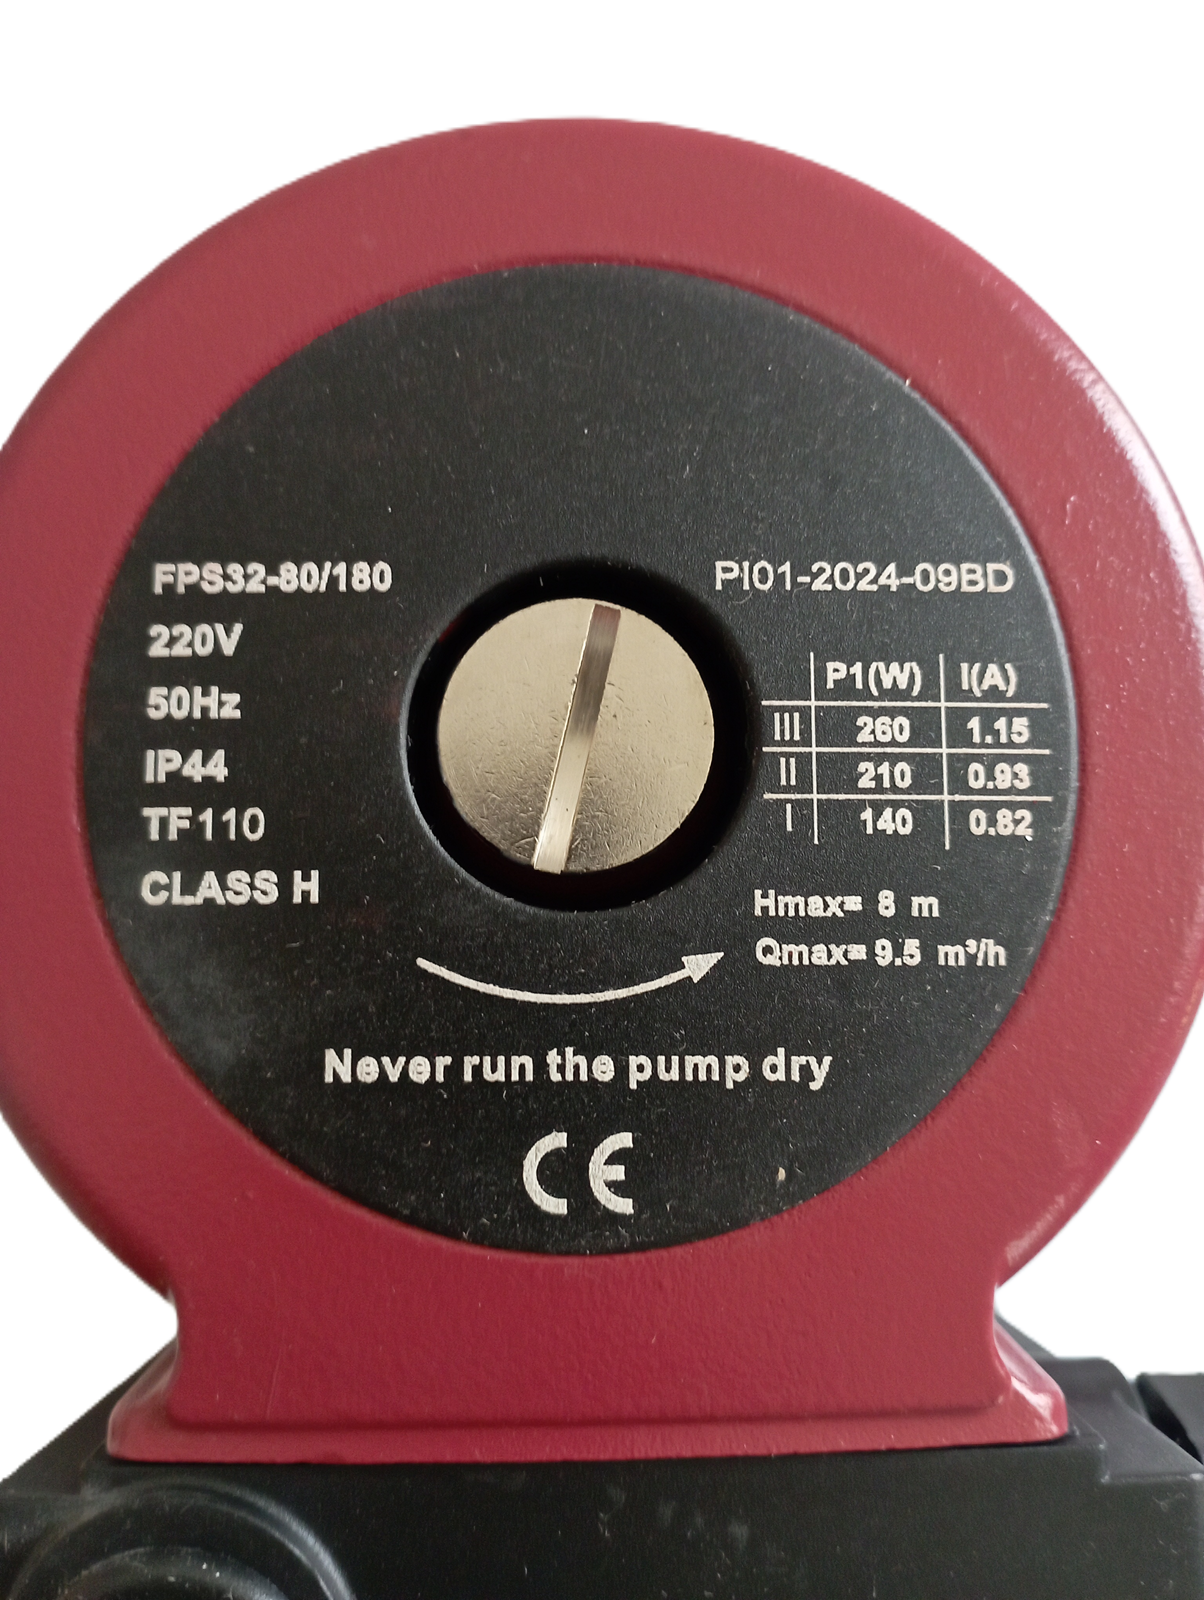 FPS32-80/180
220V
50Hz
IP44
TF110
CLASS H
PI01-2024-09BD
P1(W) I(A)
III 260 1.15
II 210 0.93
I 140 0.82
Hmax= 8 m
Qmax= 9.5 m³/h
Never run the pump dry
CE